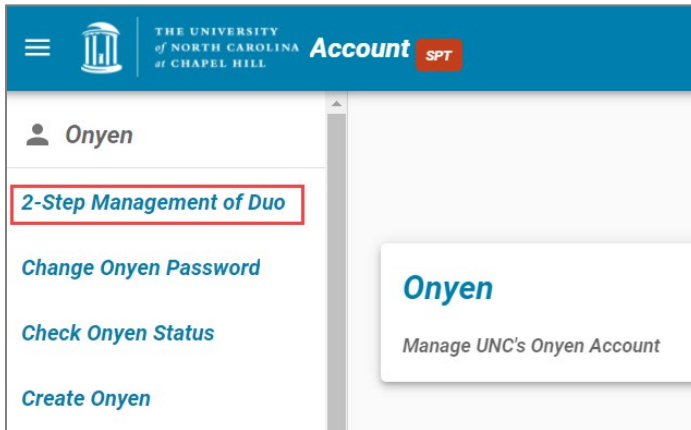 THE UNIVERSITY
of NORTH CAROLINA
at CHAPEL HILL
Account SPT
Onyen
2-Step Management of Duo
Change Onyen Password
Check Onyen Status
Create Onyen
Onyen
Manage UNC's Onyen Account